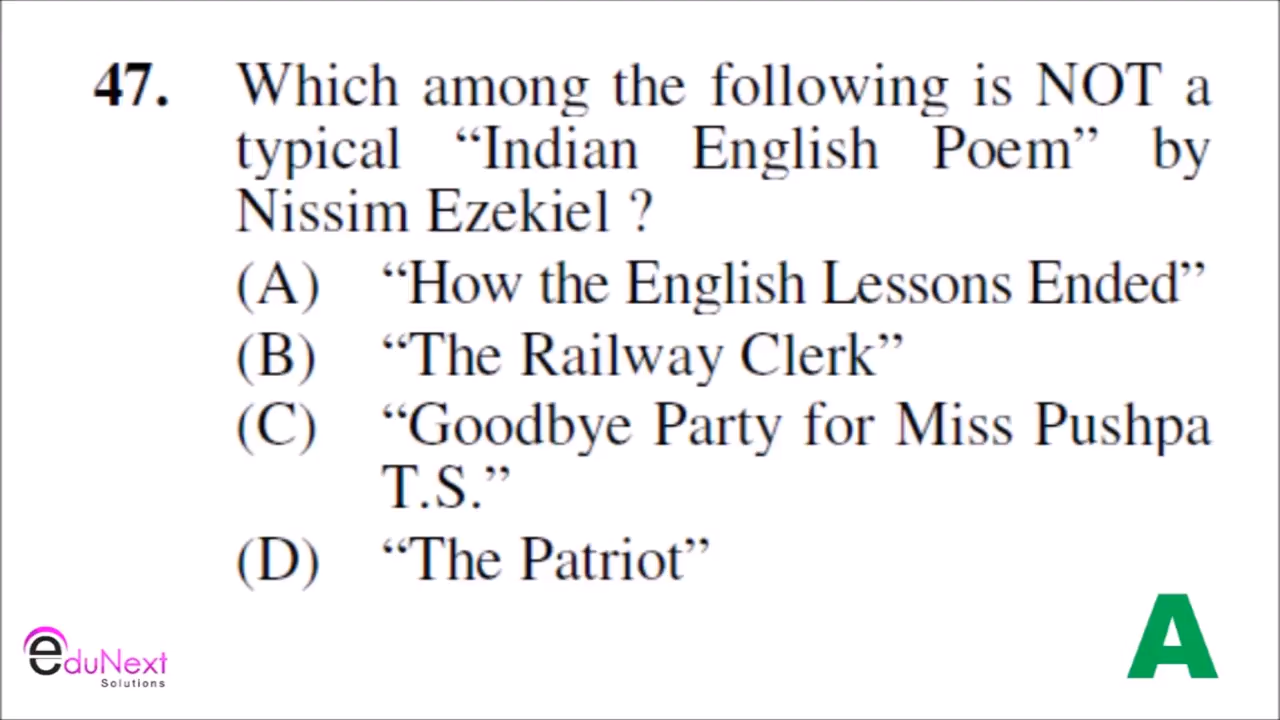 47. Which among the following is NOT a
typical “Indian English Poem” by
Nissim Ezekiel ?
(A) “How the English Lessons Ended”
(B) “The Railway Clerk”
(C) “Goodbye Party for Miss Pushpa
T.S.”
(D) “The Patriot”
A
eduNext
Solutions